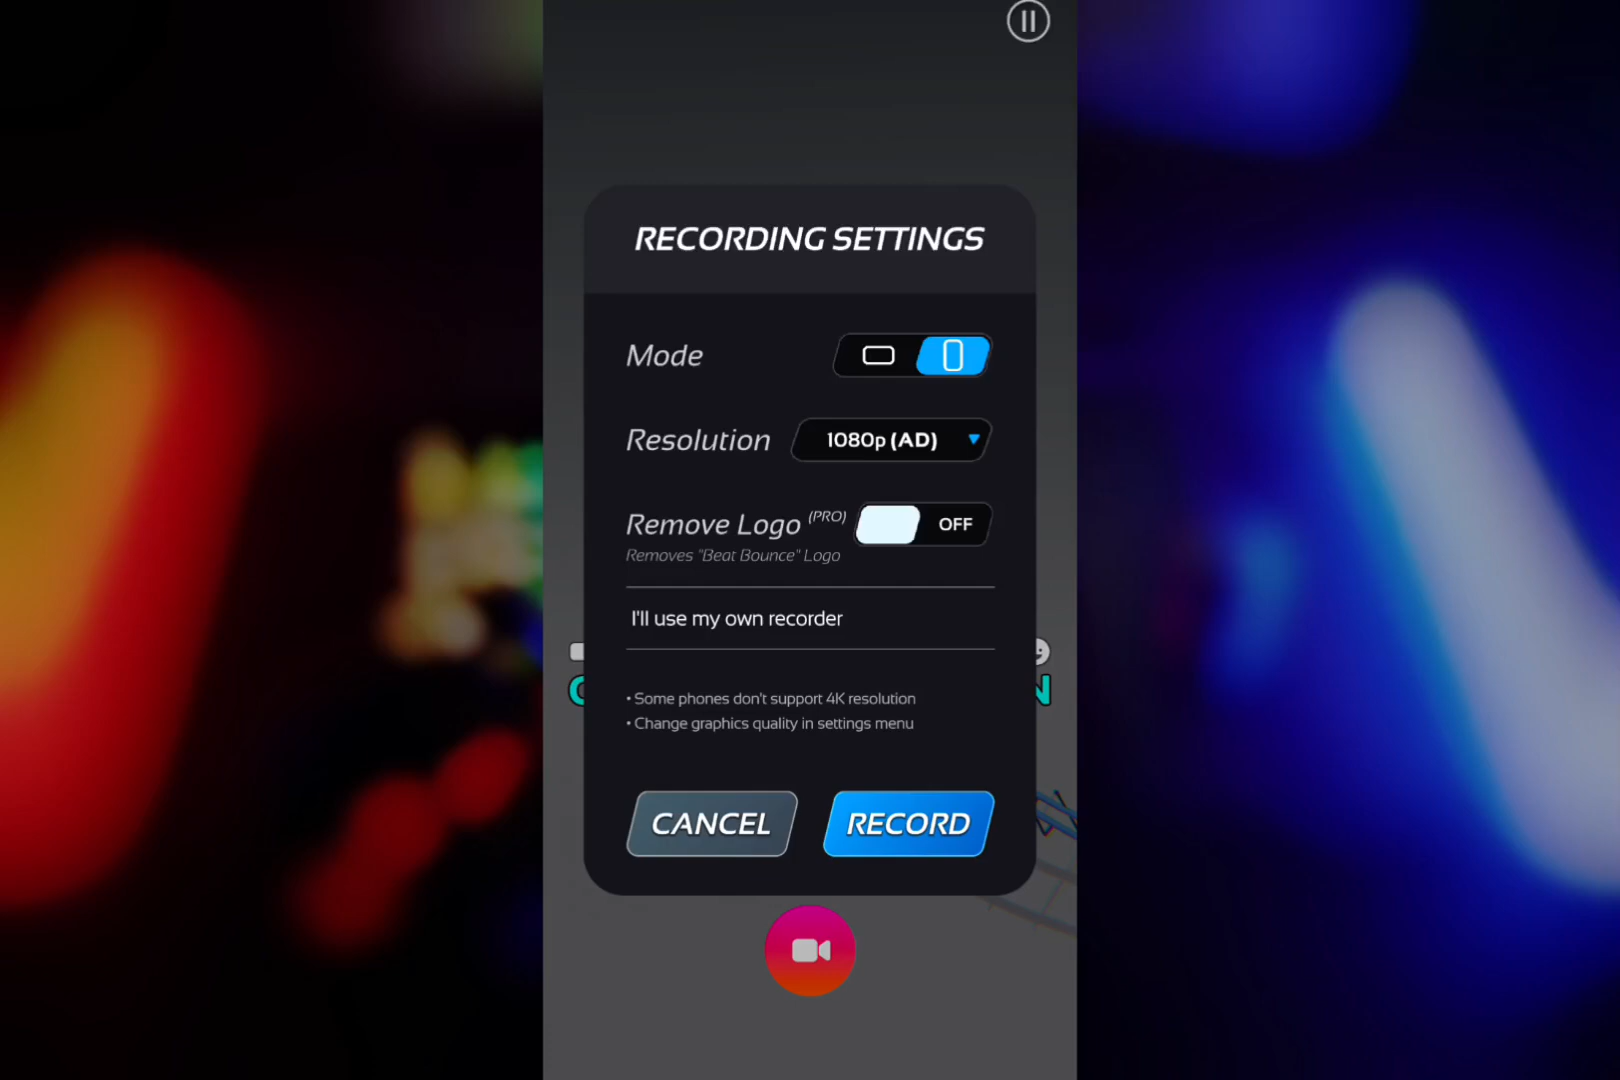 RECORDING SETTINGS
Mode
Resolution 1080p (AD)
Remove Logo (PRO) OFF
Removes "Beat Bounce" Logo
I'll use my own recorder
• Some phones don't support 4K resolution
• Change graphics quality in settings menu
CANCEL RECORD